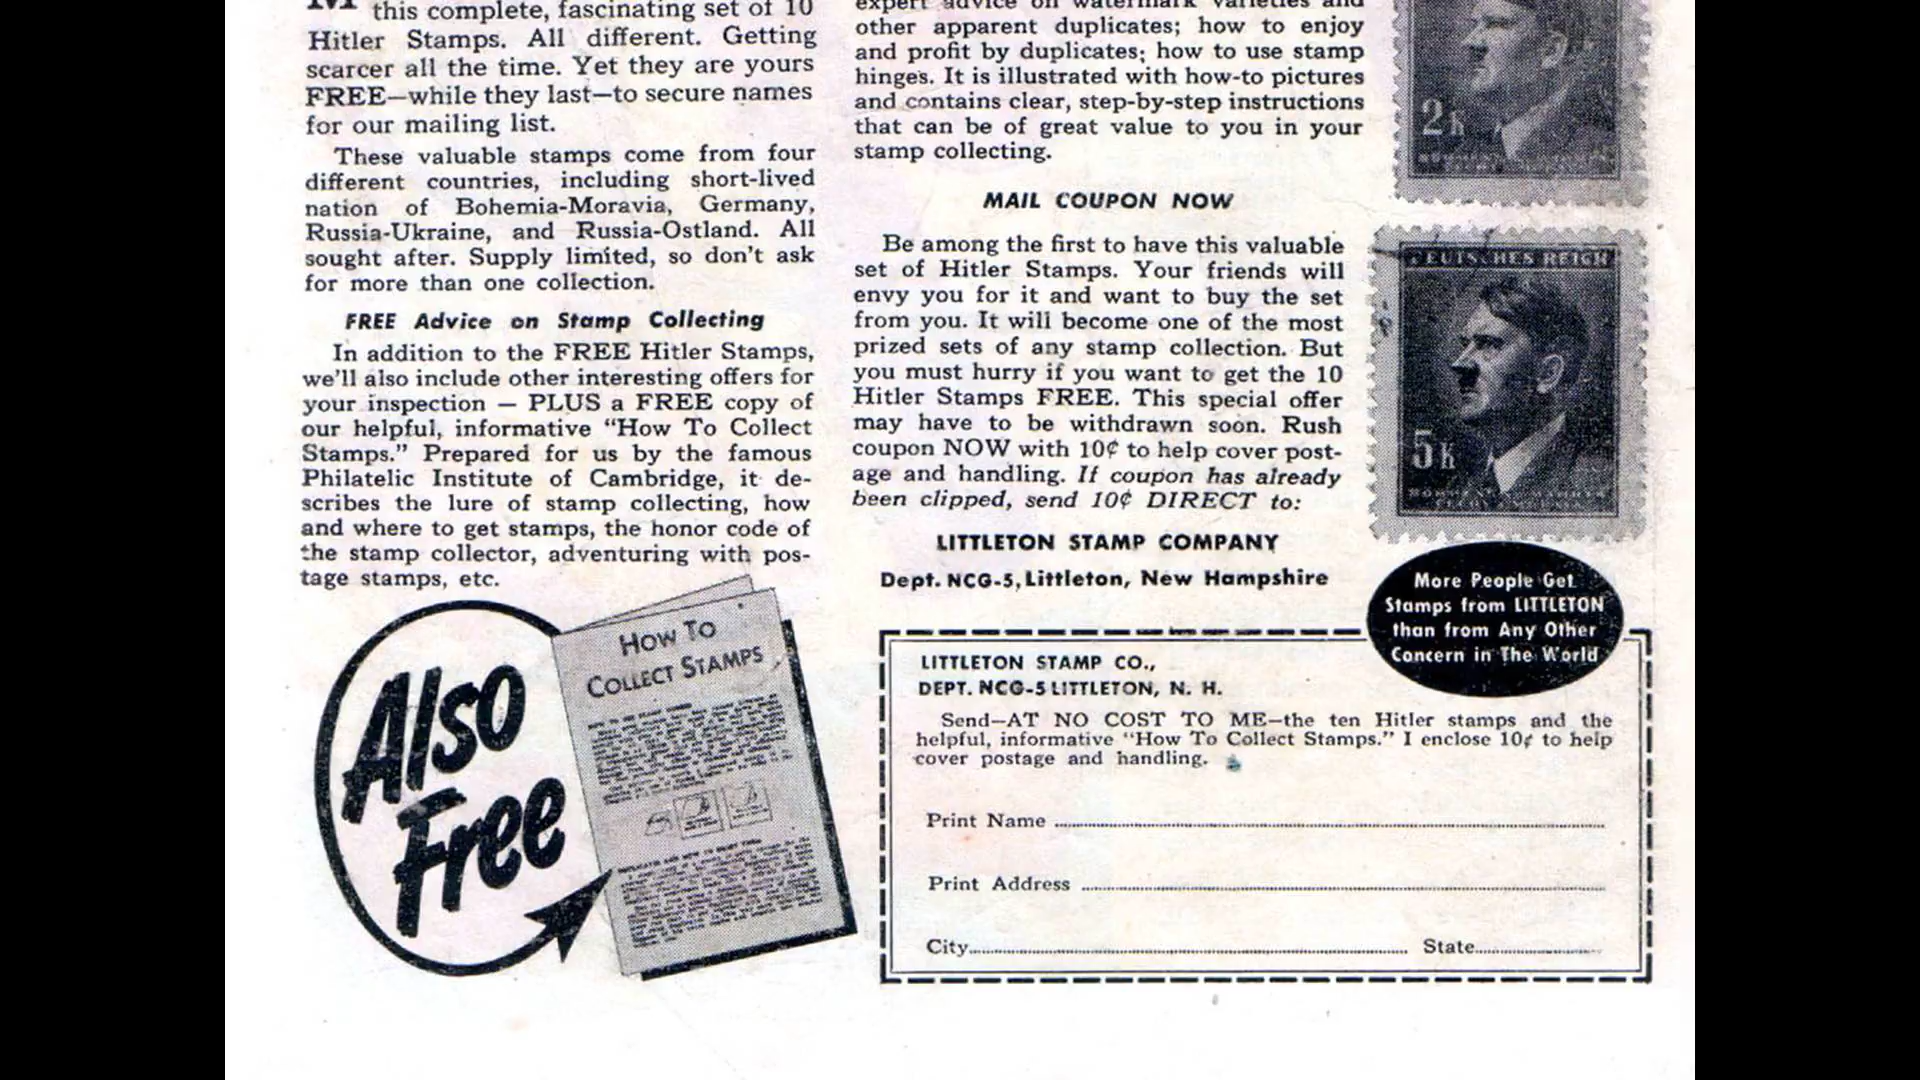 this complete, fascinating set of 10
Hitler Stamps. All different. Getting
scarcer all the time. Yet they are yours
FREE—while they last—to secure names
for our mailing list.
These valuable stamps come from four
different countries, including short-lived
nation of Bohemia-Moravia, Germany,
Russia-Ukraine, and Russia-Ostland. All
sought after. Supply limited, so don't ask
for more than one collection.
FREE Advice on Stamp Collecting
In addition to the FREE Hitler Stamps,
we'll also include other interesting offers for
your inspection — PLUS a FREE copy of
our helpful, informative "How To Collect
Stamps." Prepared for us by the famous
Philatelic Institute of Cambridge, it de-
scribes the lure of stamp collecting, how
and where to get stamps, the honor code of
the stamp collector, adventuring with pos-
tage stamps, etc.
Also
Free
How To
Collect Stamps
expert advice on watermark varieties and
other apparent duplicates; how to enjoy
and profit by duplicates; how to use stamp
hinges. It is illustrated with how-to pictures
and contains clear, step-by-step instructions
that can be of great value to you in your
stamp collecting.
MAIL COUPON NOW
Be among the first to have this valuable
set of Hitler Stamps. Your friends will
envy you for it and want to buy the set
from you. It will become one of the most
prized sets of any stamp collection. But
you must hurry if you want to get the 10
Hitler Stamps FREE. This special offer
may have to be withdrawn soon. Rush
coupon NOW with 10¢ to help cover post-
age and handling. If coupon has already
been clipped, send 10¢ DIRECT to:
LITTLETON STAMP COMPANY
Dept. NCG-5, Littleton, New Hampshire
2K
DEUTSCHES REICH
5K
More People Get
Stamps from LITTLETON
than from Any Other
Concern in The World
LITTLETON STAMP CO.,
DEPT. NCG-5 LITTLETON, N. H.
Send—AT NO COST TO ME—the ten Hitler stamps and the
helpful, informative "How To Collect Stamps." I enclose 10¢ to help
cover postage and handling.
Print Name
Print Address
City State